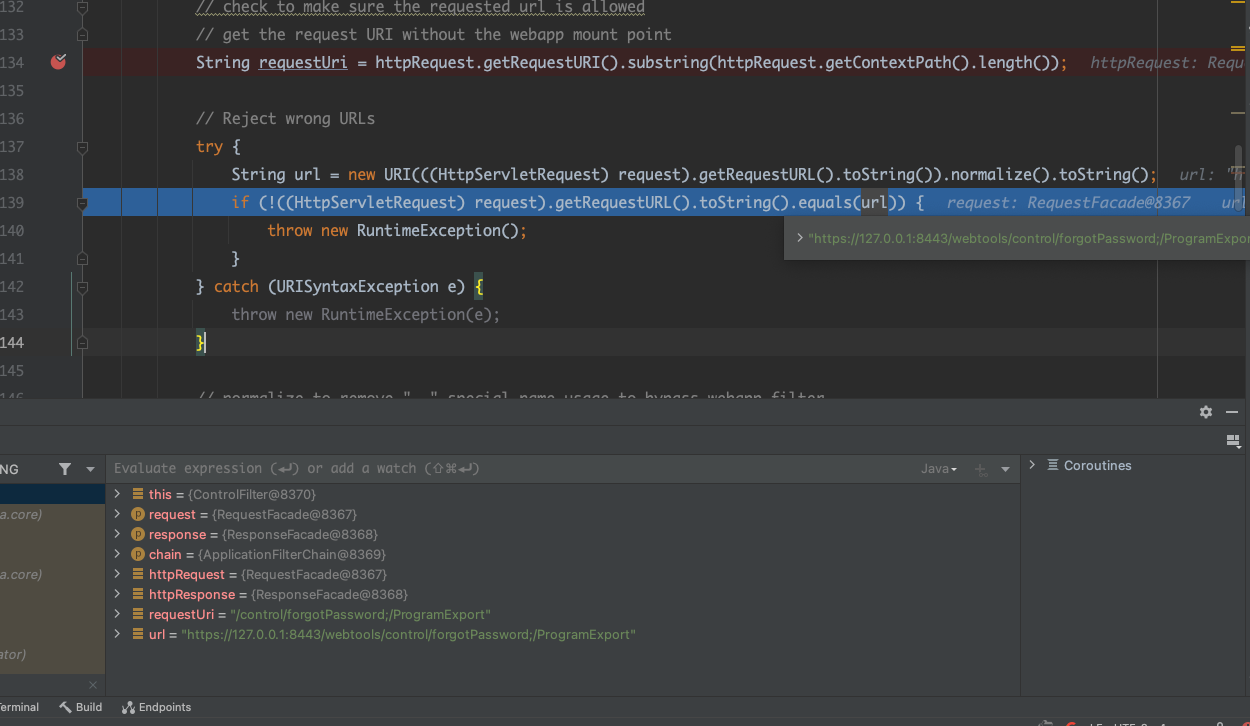 132 // check to make sure the requested url is allowed
133 // get the request URI without the webapp mount point
134 String requestUri = httpRequest.getRequestURI().substring(httpRequest.getContextPath().length()); httpRequest: Requ
135
136 // Reject wrong URLs
137 try {
138 String url = new URI(((HttpServletRequest) request).getRequestURL().toString()).normalize().toString(); url: "h
139 if (!((HttpServletRequest) request).getRequestURL().toString().equals(url)) { request: RequestFacade@8367 url
140 throw new RuntimeException();
"https://127.0.0.1:8443/webtools/control/forgotPassword;/ProgramExpor
141 }
142 } catch (URISyntaxException e) {
143 throw new RuntimeException(e);
144 }
145
146 // normalize to remove ".." special name usage to bypass webapp filter
NG Evaluate expression (↵) or add a watch (⇧⌘↵) Java Coroutines
this = {ControlFilter@8370}
a.core) request = {RequestFacade@8367}
response = {ResponseFacade@8368}
chain = {ApplicationFilterChain@8369}
a.core) httpRequest = {RequestFacade@8367}
httpResponse = {ResponseFacade@8368}
requestUri = "/control/forgotPassword;/ProgramExport"
url = "https://127.0.0.1:8443/webtools/control/forgotPassword;/ProgramExport"
ator)
Terminal Build Endpoints